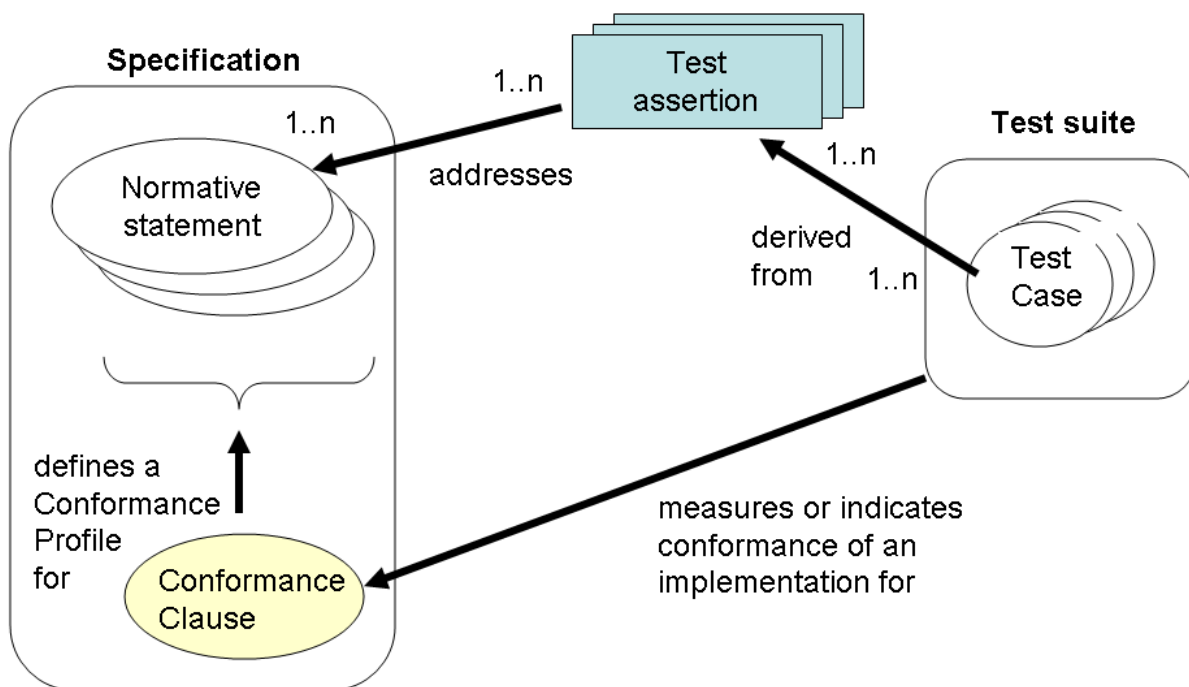 Specification
1..n
Normative
statement
defines a
Conformance
Profile
for
Conformance
Clause
1..n
addresses
Test
assertion
1..n
derived
from
1..n
Test suite
Test
Case
measures or indicates
conformance of an
implementation for